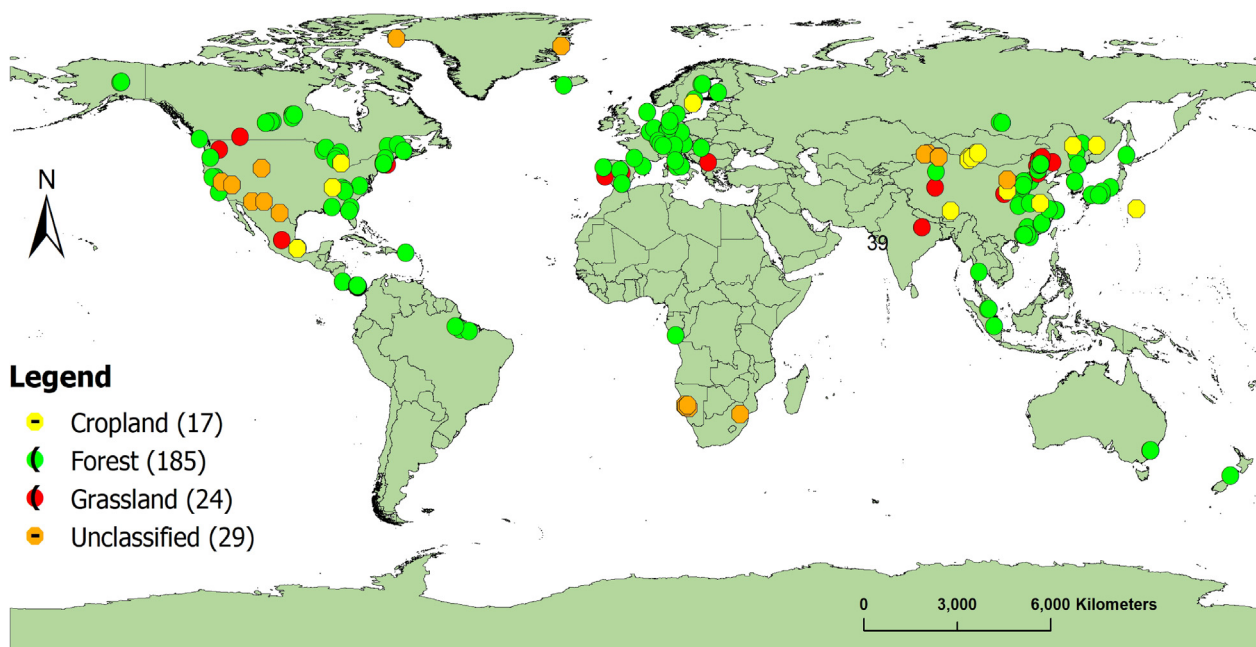 N
39
Legend
Cropland (17)
Forest (185)
Grassland (24)
Unclassified (29)
0 3,000 6,000 Kilometers